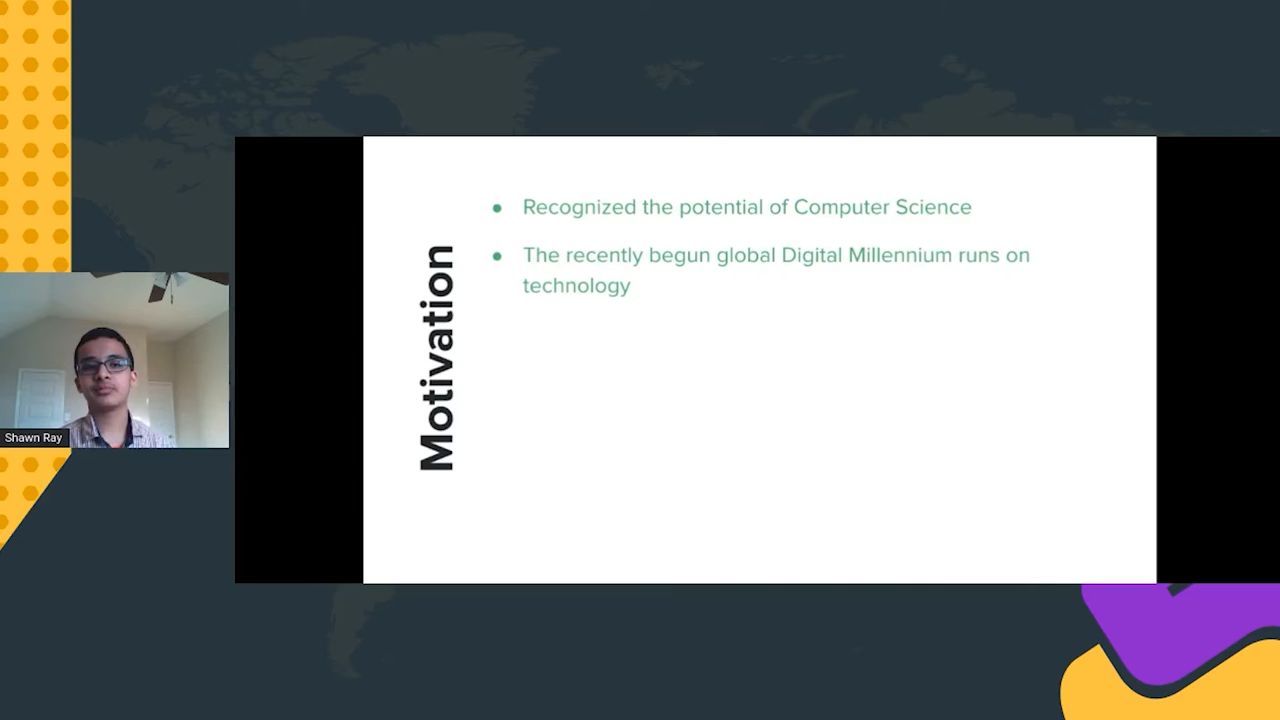 Motivation
● Recognized the potential of Computer Science
● The recently begun global Digital Millennium runs on
technology
Shawn Ray